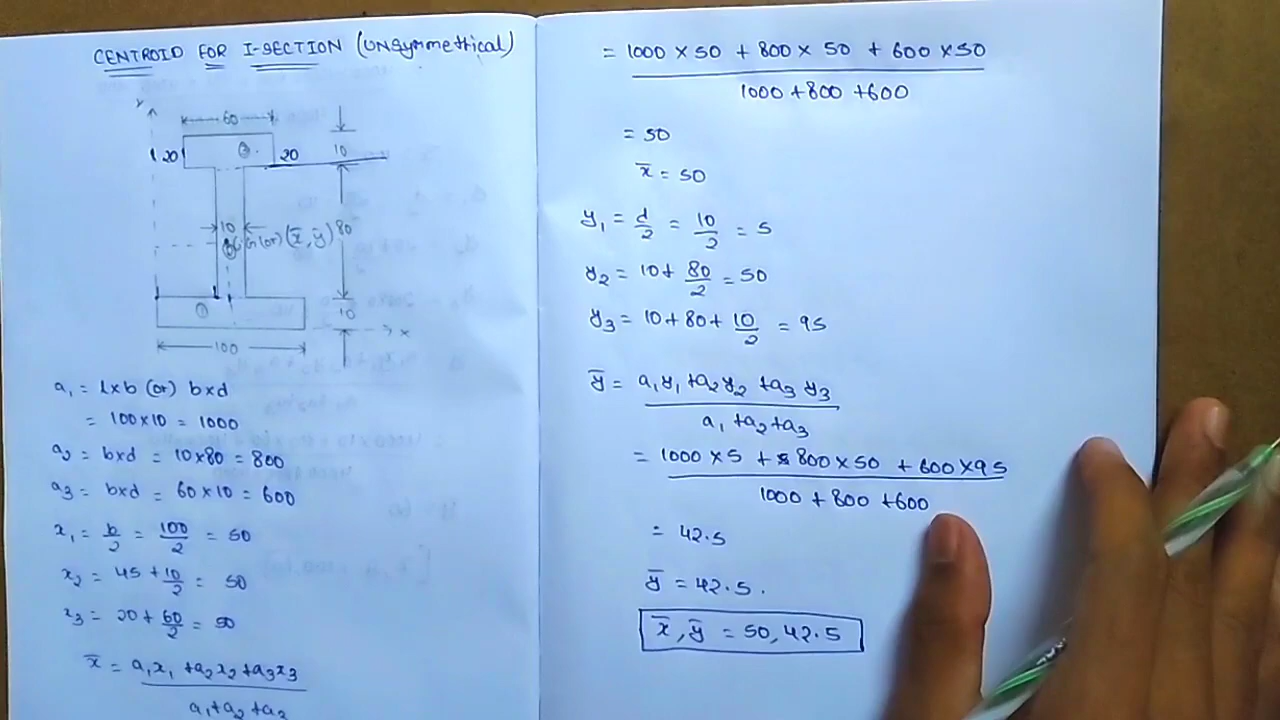 CENTROID FOR I-SECTION (Unsymmetrical)
y
60
20
③
20
10
10
②
G (or) (x̄, ȳ)
80
①
10
x
100
a₁ = l×b (or) b×d
= 100×10 = 1000
a₂ = b×d = 10×80 = 800
a₃ = b×d = 60×10 = 600
x₁ = b/2 = 100/2 = 50
x₂ = 45 + 10/2 = 50
x₃ = 20 + 60/2 = 50
x̄ = a₁x₁ + a₂x₂ + a₃x₃
a₁ + a₂ + a₃
= 1000 × 50 + 800 × 50 + 600 × 50
1000 + 800 + 600
= 50
x̄ = 50
y₁ = d/2 = 10/2 = 5
y₂ = 10 + 80/2 = 50
y₃ = 10 + 80 + 10/2 = 95
ȳ = a₁y₁ + a₂y₂ + a₃y₃
a₁ + a₂ + a₃
= 1000 × 5 + 800 × 50 + 600 × 95
1000 + 800 + 600
= 42.5
ȳ = 42.5.
x̄, ȳ = 50, 42.5